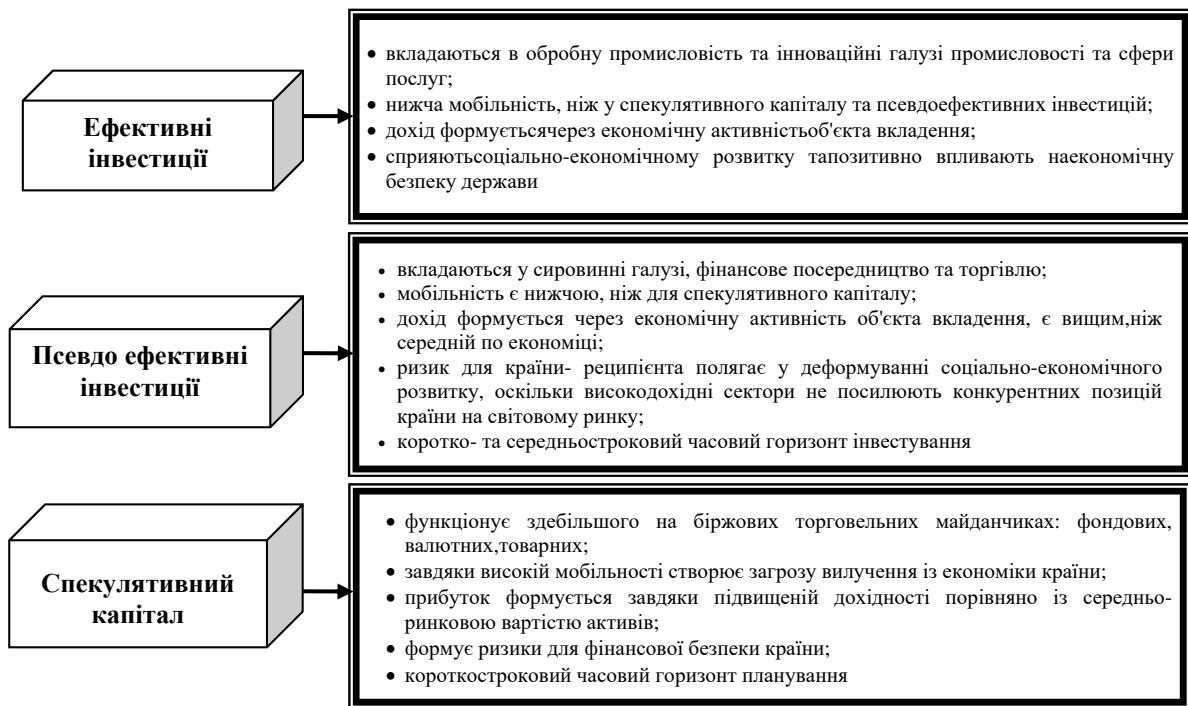 Ефективні
інвестиції
• вкладаються в обробну промисловість та інноваційні галузі промисловості та сфери
послуг;
• нижча мобільність, ніж у спекулятивного капіталу та псевдоефективних інвестицій;
• дохід формуєтьсячерез економічну активністьоб'єкта вкладення;
• сприяютьсоціально-економічному розвитку тапозитивно впливають наекономічну
безпеку держави
Псевдо ефективні
інвестиції
• вкладаються у сировинні галузі, фінансове посередництво та торгівлю;
• мобільність є нижчою, ніж для спекулятивного капіталу;
• дохід формується через економічну активність об'єкта вкладення, є вищим,ніж
середній по економіці;
• ризик для країни- реципієнта полягає у деформуванні соціально-економічного
розвитку, оскільки високодохідні сектори не посилюють конкурентних позицій
країни на світовому ринку;
• коротко- та середньостроковий часовий горизонт інвестування
Спекулятивний
капітал
• функціонує здебільшого на біржових торговельних майданчиках: фондових,
валютних,товарних;
• завдяки високій мобільності створює загрозу вилучення із економіки країни;
• прибуток формується завдяки підвищеній дохідності порівняно із середньо-
ринковою вартістю активів;
• формує ризики для фінансової безпеки країни;
• короткостроковий часовий горизонт планування